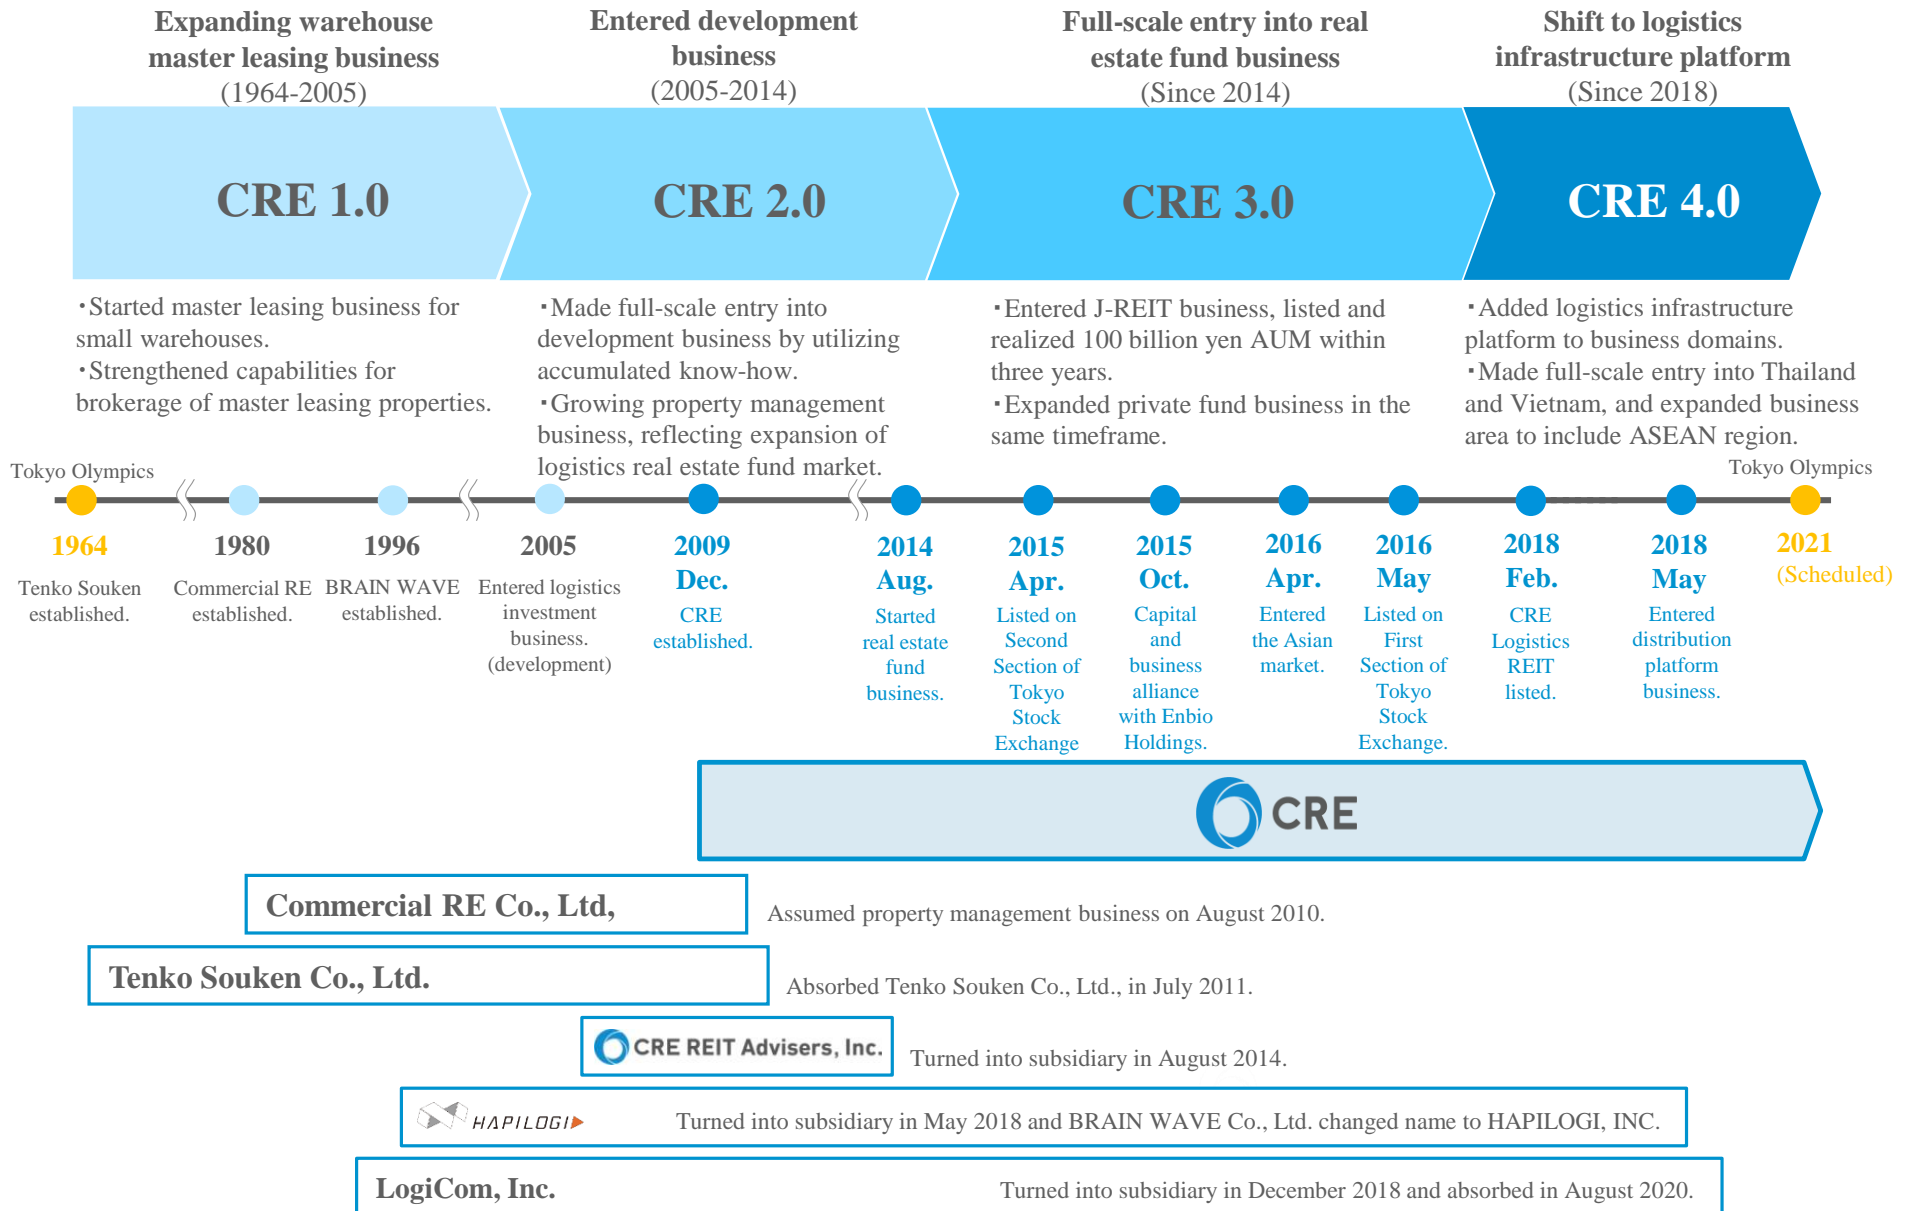 Expanding warehouse
master leasing business
(1964-2005)
Entered development
business
(2005-2014)
Full-scale entry into real
estate fund business
(Since 2014)
Shift to logistics
infrastructure platform
(Since 2018)
CRE 1.0
CRE 2.0
CRE 3.0
CRE 4.0
・Started master leasing business for
small warehouses.
・Strengthened capabilities for
brokerage of master leasing properties.
・Made full-scale entry into
development business by utilizing
accumulated know-how.
・Growing property management
business, reflecting expansion of
logistics real estate fund market.
・Entered J-REIT business, listed and
realized 100 billion yen AUM within
three years.
・Expanded private fund business in the
same timeframe.
・Added logistics infrastructure
platform to business domains.
・Made full-scale entry into Thailand
and Vietnam, and expanded business
area to include ASEAN region.
Tokyo Olympics
Tokyo Olympics
1964
Tenko Souken
established.
1980
Commercial RE
established.
1996
BRAIN WAVE
established.
2005
Entered logistics
investment
business.
(development)
2009
Dec.
CRE
established.
2014
Aug.
Started
real estate
fund
business.
2015
Apr.
Listed on
Second
Section of
Tokyo
Stock
Exchange
2015
Oct.
Capital
and
business
alliance
with Enbio
Holdings.
2016
Apr.
Entered
the Asian
market.
2016
May
Listed on
First
Section of
Tokyo
Stock
Exchange.
2018
Feb.
CRE
Logistics
REIT
listed.
2018
May
Entered
distribution
platform
business.
2021
(Scheduled)
CRE
Commercial RE Co., Ltd,
Assumed property management business on August 2010.
Tenko Souken Co., Ltd.
Absorbed Tenko Souken Co., Ltd., in July 2011.
CRE REIT Advisers, Inc.
Turned into subsidiary in August 2014.
HAPILOGI
Turned into subsidiary in May 2018 and BRAIN WAVE Co., Ltd. changed name to HAPILOGI, INC.
LogiCom, Inc.
Turned into subsidiary in December 2018 and absorbed in August 2020.